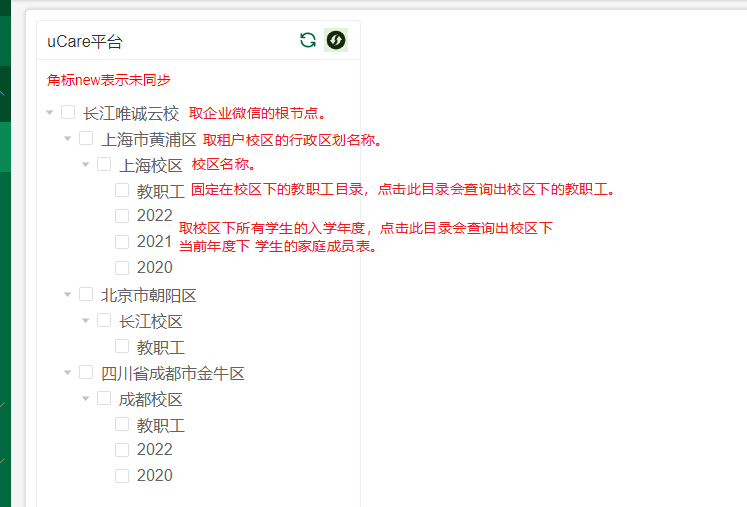 uCare平台
角标new表示未同步
长江唯诚云校 取企业微信的根节点。
上海市黄浦区 取租户校区的行政区划名称。
上海校区 校区名称。
教职工 固定在校区下的教职工目录，点击此目录会查询出校区下的教职工。
2022
取校区下所有学生的入学年度，点击此目录会查询出校区下
2021
当前年度下 学生的家庭成员表。
2020
北京市朝阳区
长江校区
教职工
四川省成都市金牛区
成都校区
教职工
2022
2020